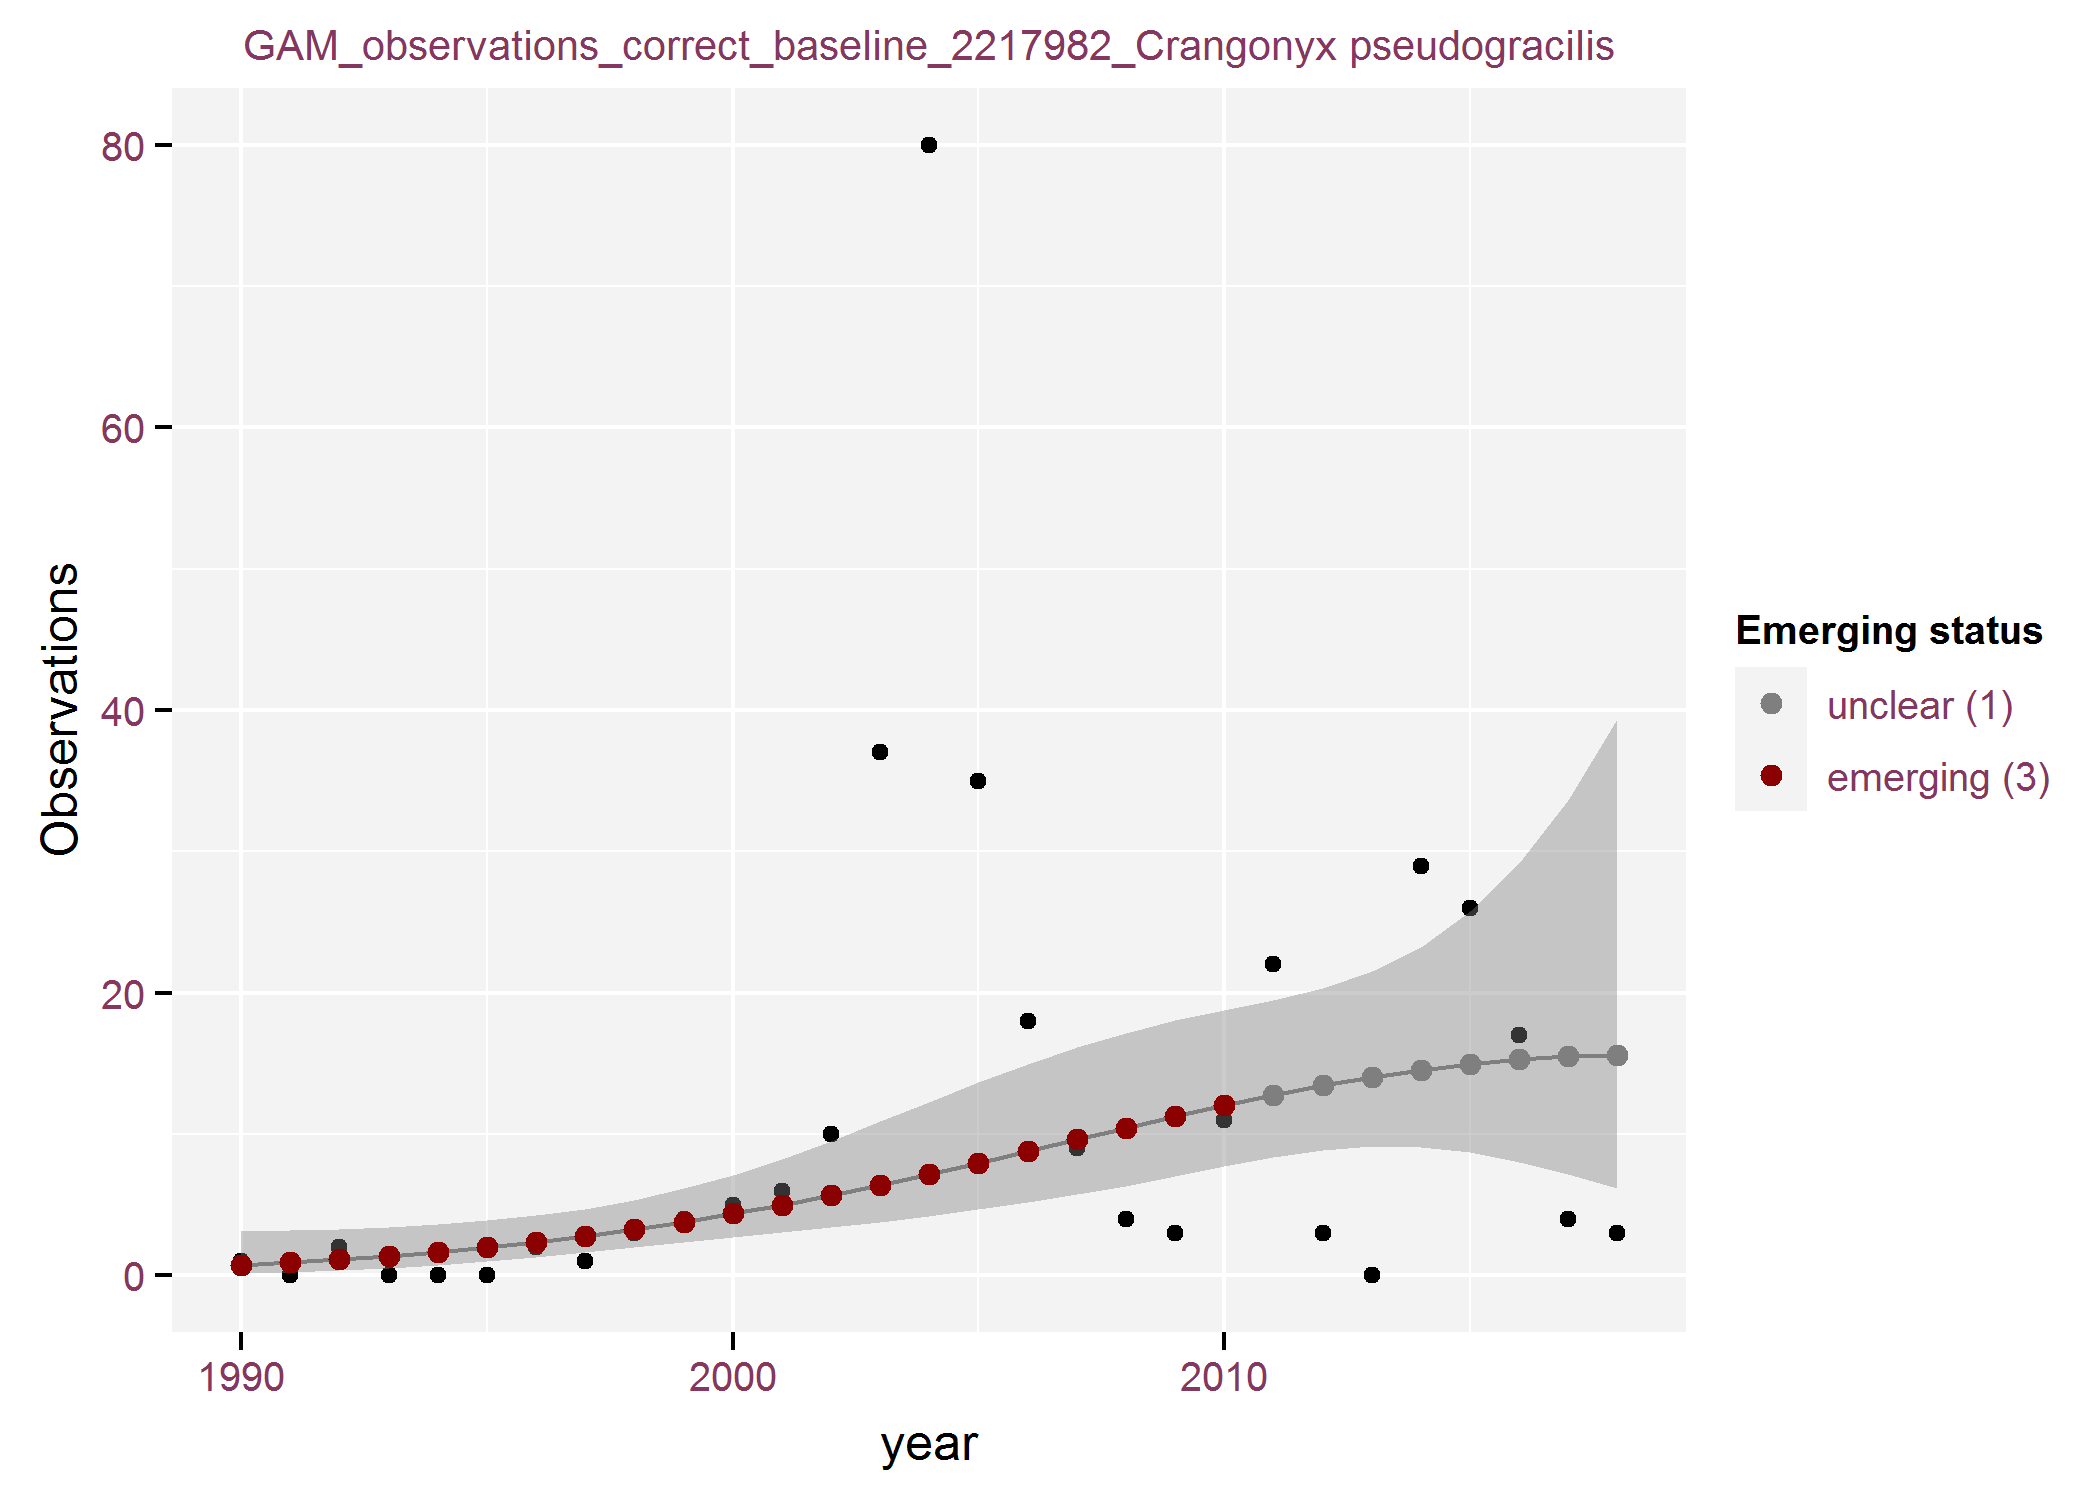 GAM_observations_correct_baseline_2217982_Crangonyx pseudogracilis
80
60
40
20
0
Observations
1990
2000
2010
year
Emerging status
unclear (1)
emerging (3)